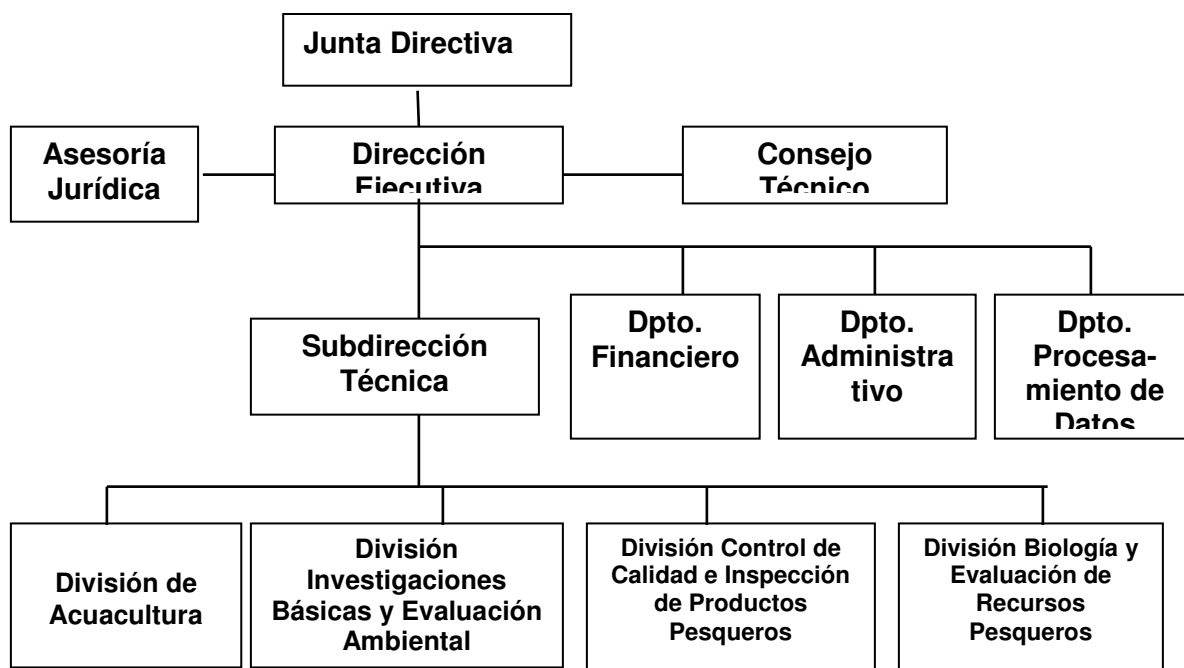 Junta Directiva
Asesoría
Jurídica
Dirección
Ejecutiva
Consejo
Técnico
Subdirección
Técnica
Dpto.
Financiero
Dpto.
Administra
tivo
Dpto.
Procesa-
miento de
Datos
División de
Acuacultura
División
Investigaciones
Básicas y Evaluación
Ambiental
División Control de
Calidad e Inspección
de Productos
Pesqueros
División Biología y
Evaluación de
Recursos
Pesqueros